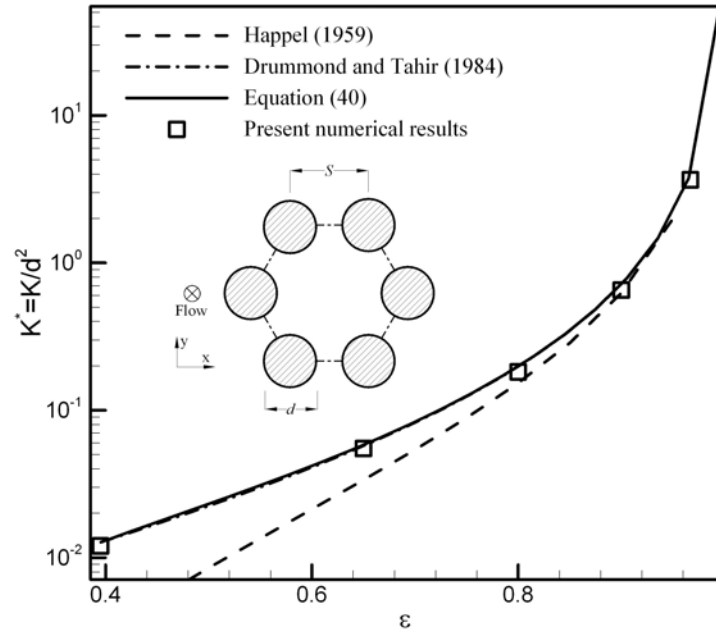 Happel (1959)
Drummond and Tahir (1984)
Equation (40)
Present numerical results
S
Flow
y
x
d
K*=K/d²
10¹
10⁰
10⁻¹
10⁻²
0.4
0.6
0.8
ε